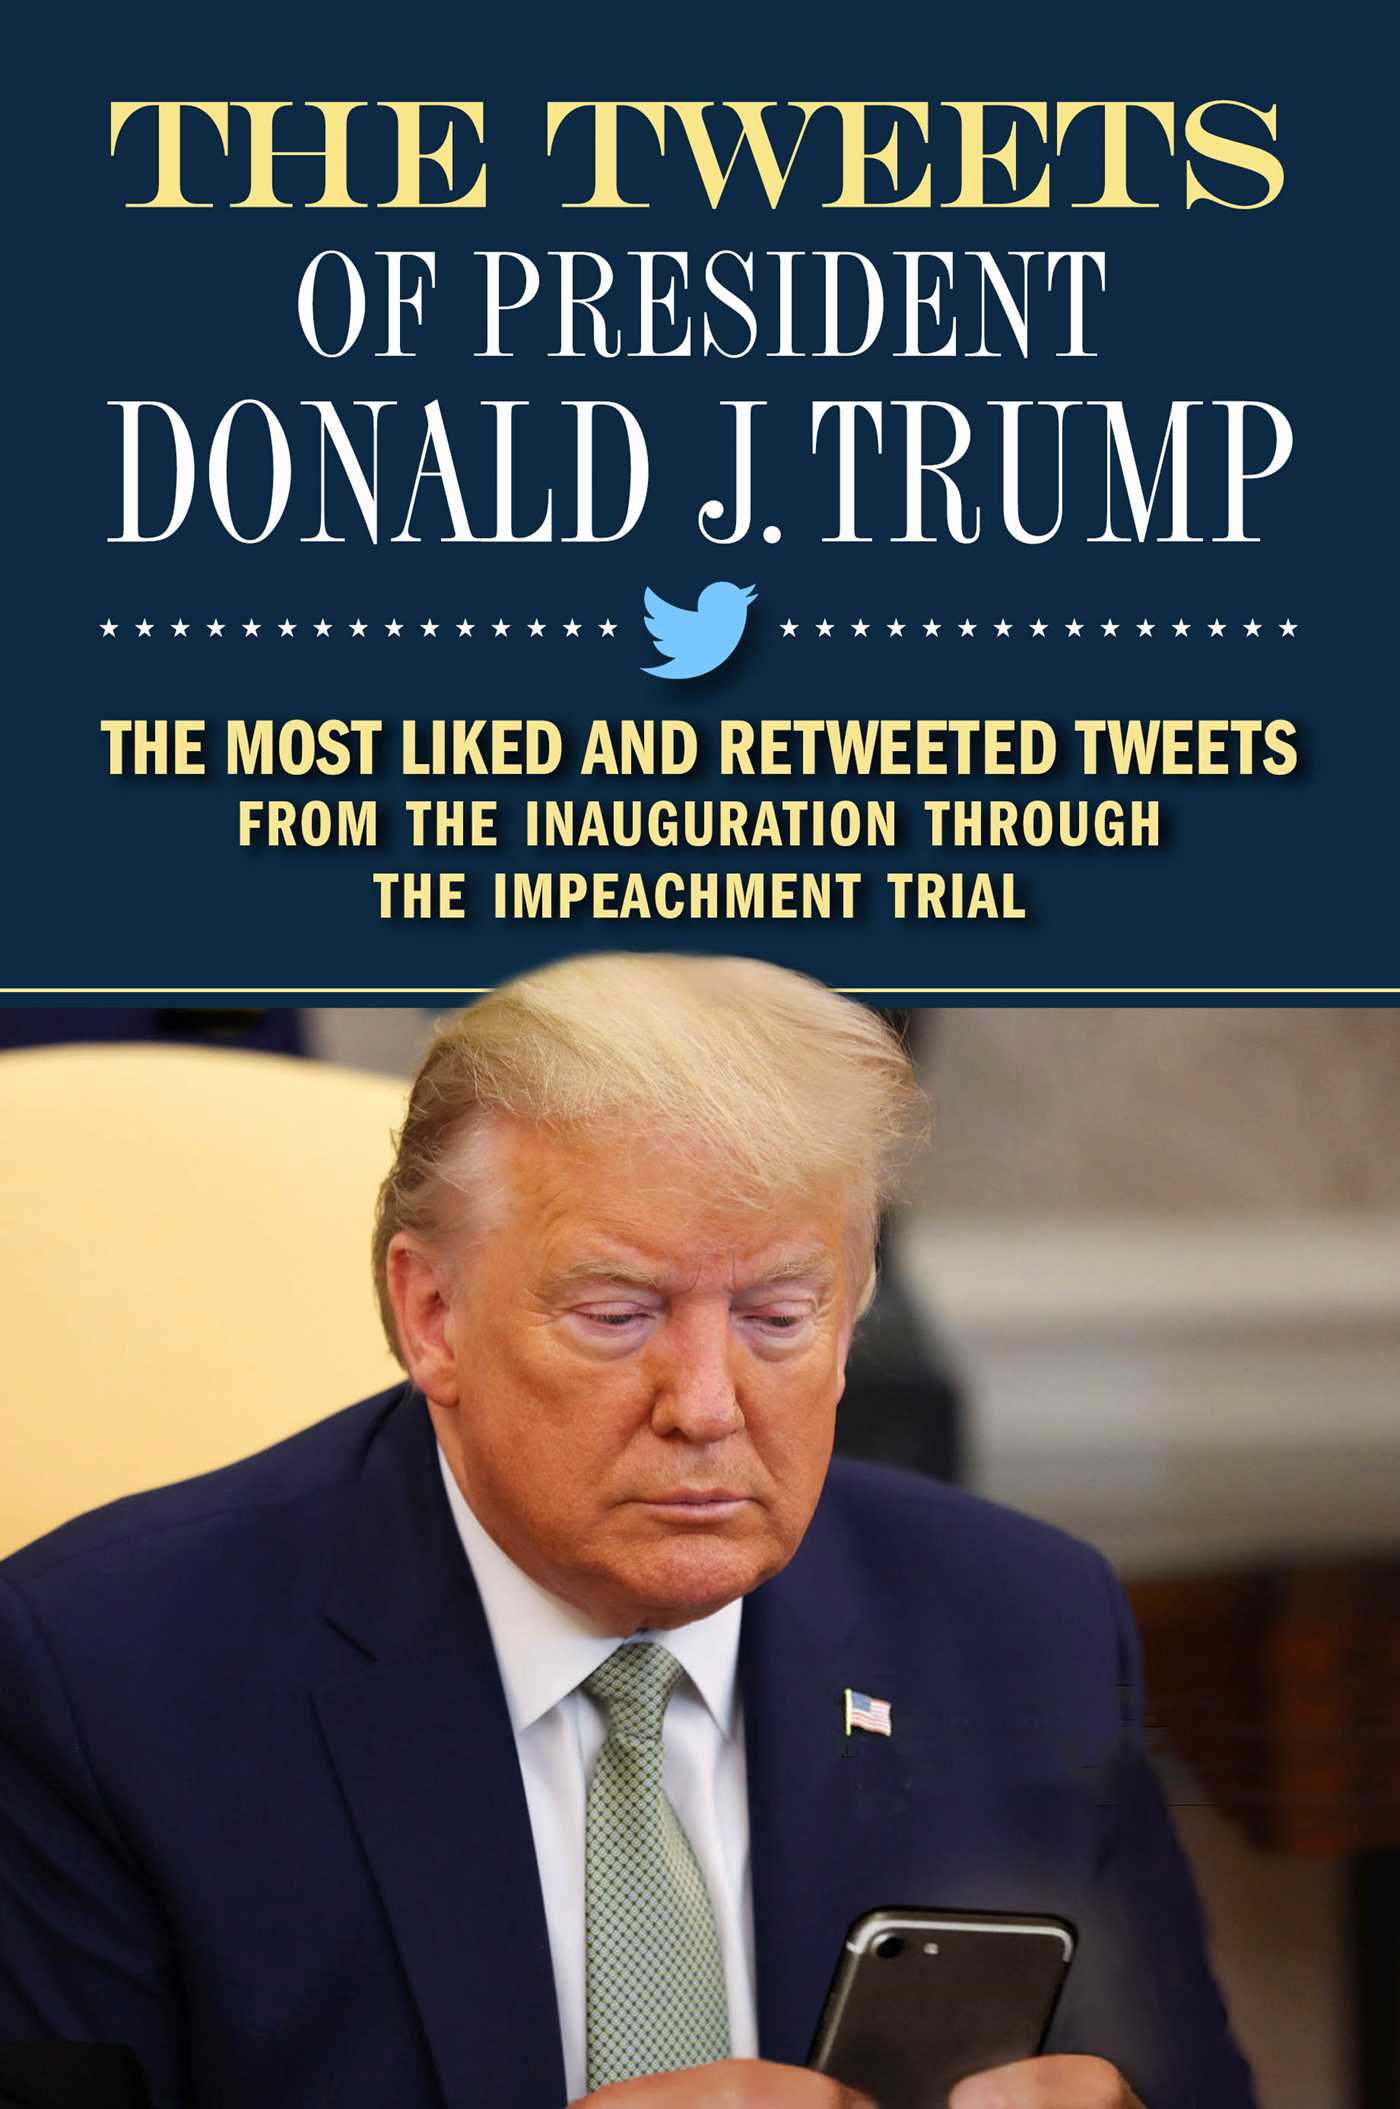 THE TWEETS
OF PRESIDENT
DONALD J. TRUMP
THE MOST LIKED AND RETWEETED TWEETS
FROM THE INAUGURATION THROUGH
THE IMPEACHMENT TRIAL